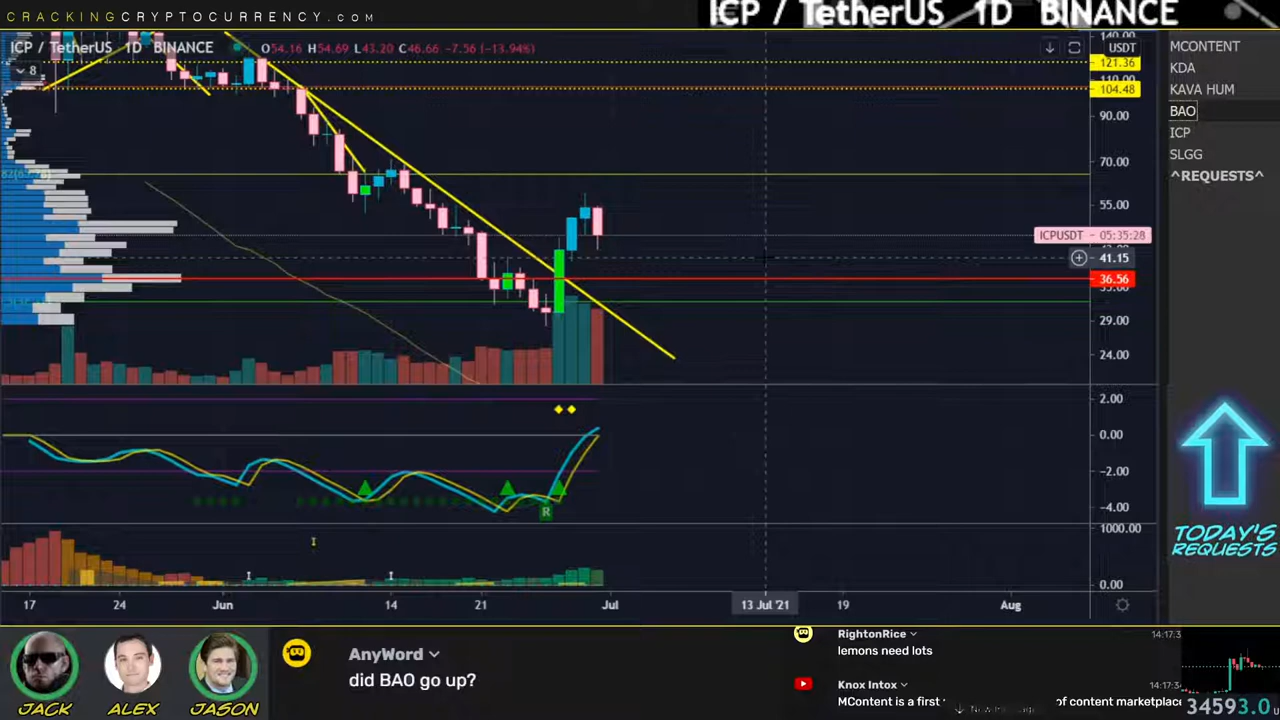 CRACKINGCRYPTOCURRENCY.com
ICP / TetherUS 1D BINANCE
ICP / TetherUS 1D BINANCE O54.16 H54.69 L43.20 C46.66 -7.56 (-13.94%)
8
USDT
140.00
121.36
110.00
104.48
90.00
70.00
55.00
ICPUSDT 05:35:28
41.15
36.56
29.00
24.00
2.00
0.00
-2.00
-4.00
R
1000.00
0.00
17 24 Jun 14 21 Jul 13 Jul '21 19 Aug
MCONTENT
KDA
KAVA HUM
BAO
ICP
SLGG
^REQUESTS^
TODAY'S
REQUESTS
JACK ALEX JASON
AnyWord
did BAO go up?
RightonRice 14:17:3
lemons need lots
Knox Intox 14:17:3
MContent is a first of content marketplace
34593.0